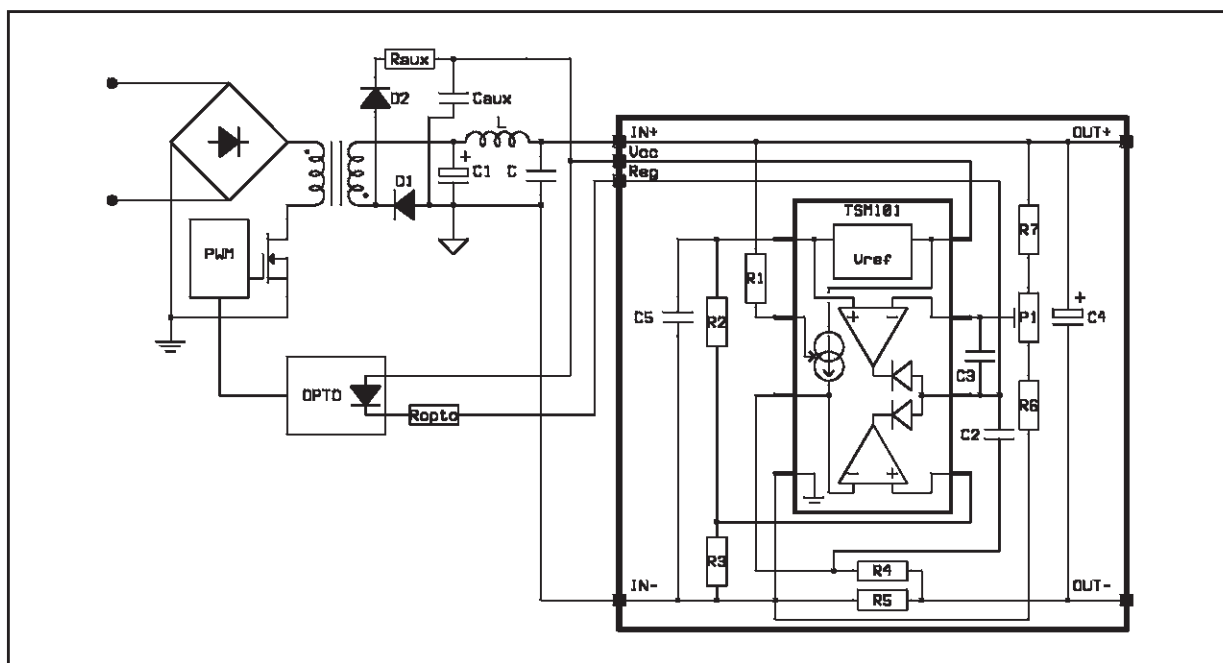 Raux
D2
Caux
L
IN+
OUT+
Vcc
Reg
+
C1
C
D1
TSM101
PWM
Vref
R7
R1
+
-
+
C5
R2
P1
C4
C3
OPTO
Ropto
R6
C2
-
+
R3
R4
IN-
R5
OUT-